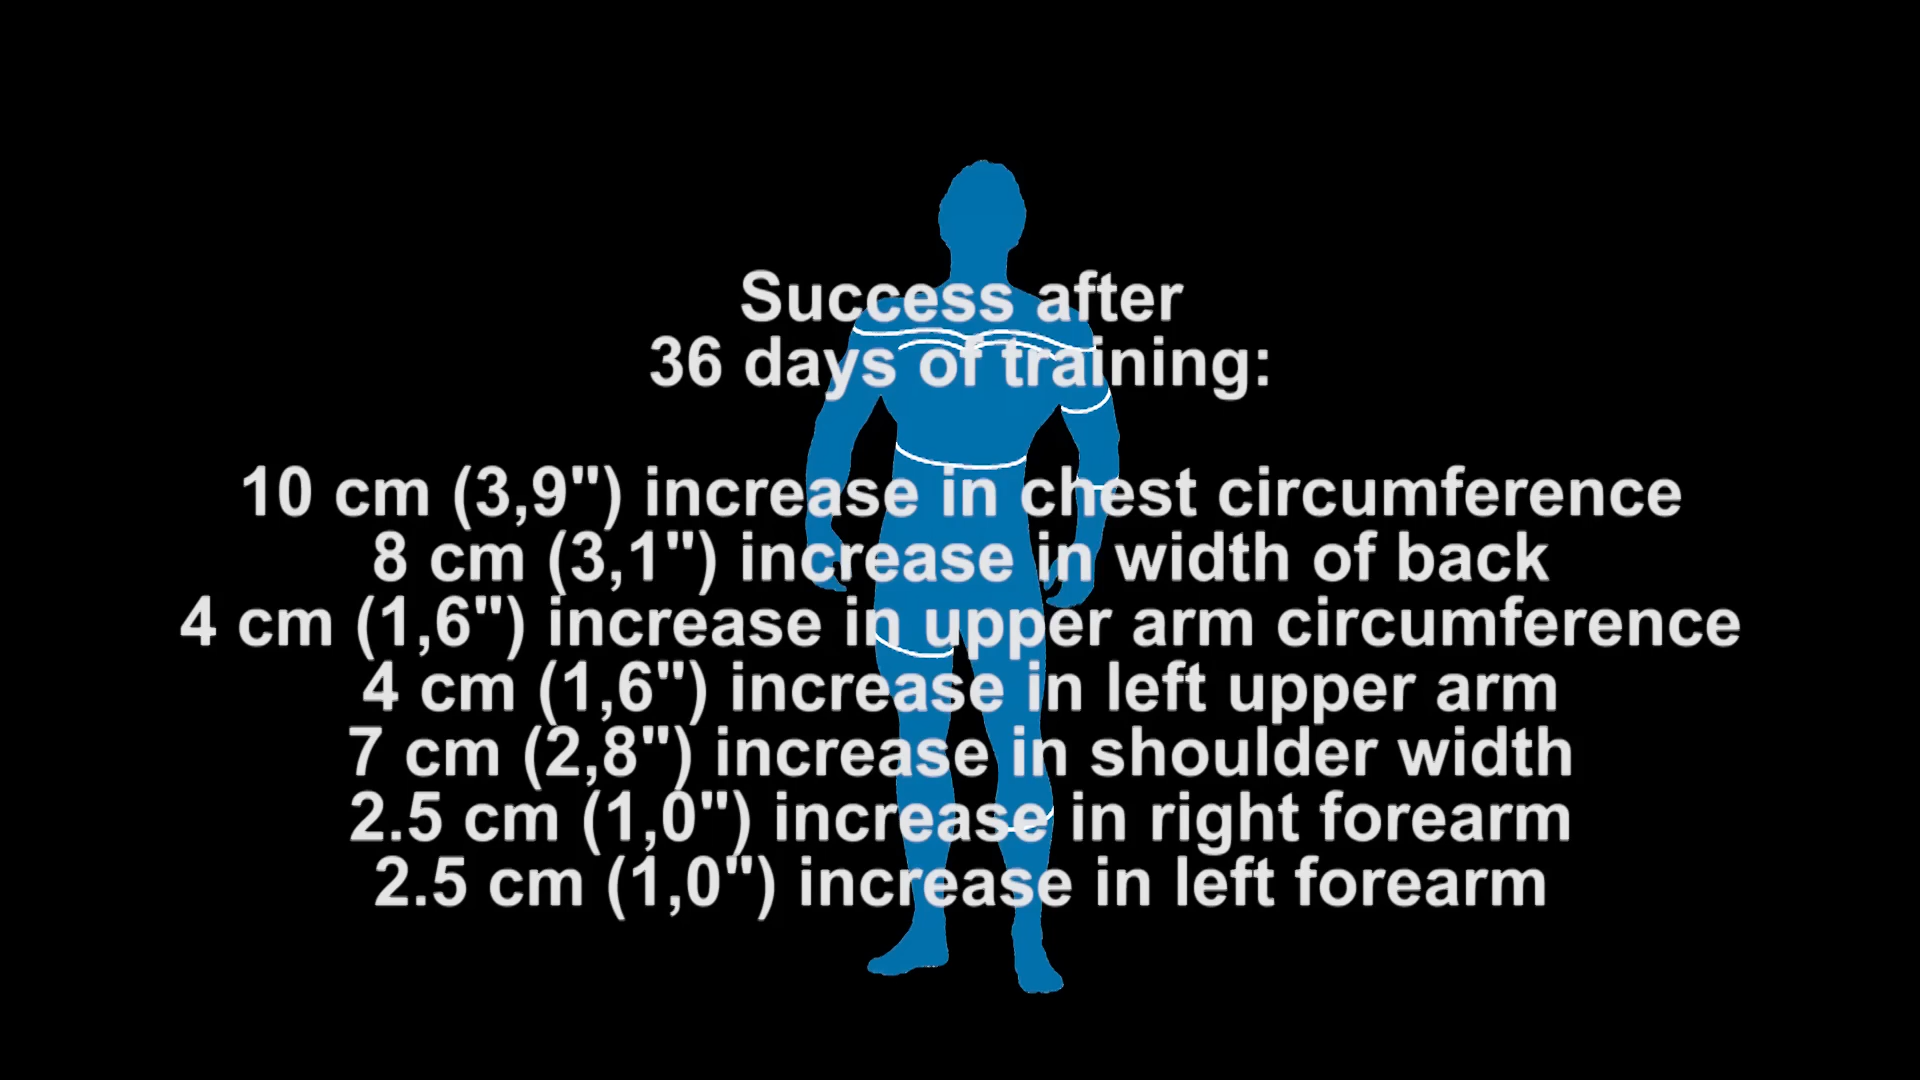 Success after
36 days of training:
10 cm (3,9") increase in chest circumference
8 cm (3,1") increase in width of back
4 cm (1,6") increase in upper arm circumference
4 cm (1,6") increase in left upper arm
7 cm (2,8") increase in shoulder width
2.5 cm (1,0") increase in right forearm
2.5 cm (1,0") increase in left forearm